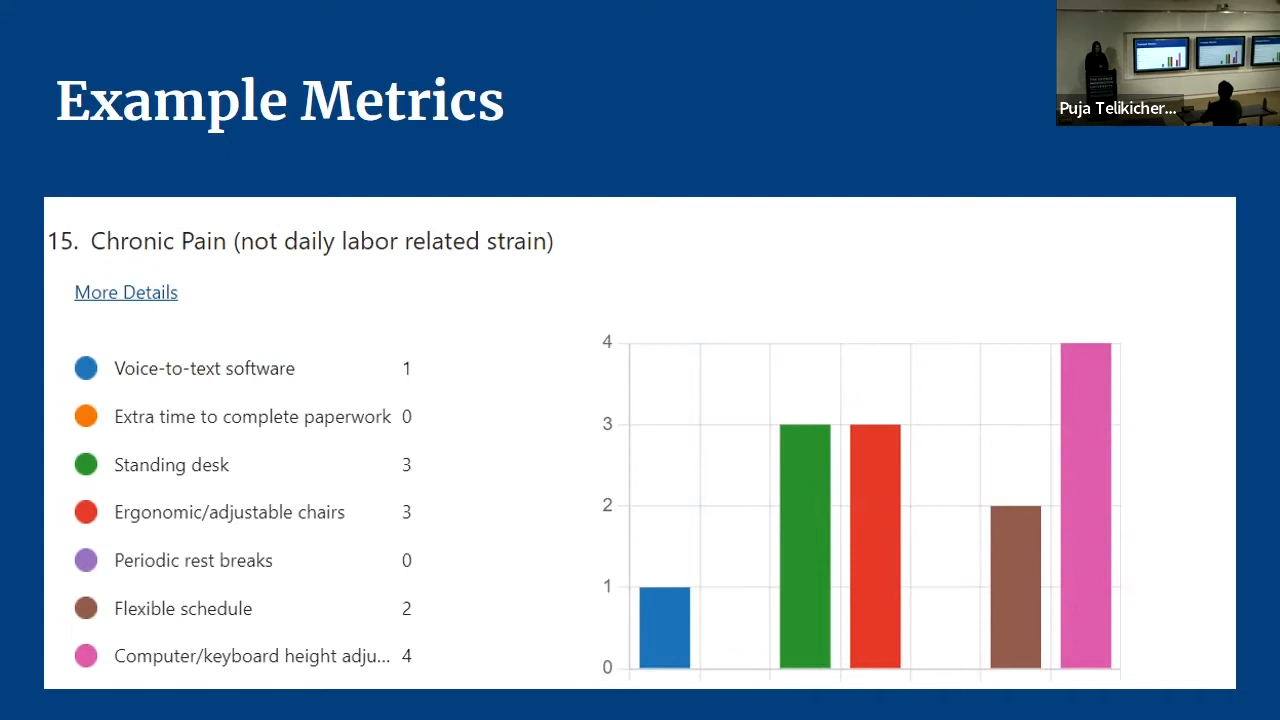 Example Metrics
Puja Telikicher...
15. Chronic Pain (not daily labor related strain)
More Details
Voice-to-text software 1
Extra time to complete paperwork 0
Standing desk 3
Ergonomic/adjustable chairs 3
Periodic rest breaks 0
Flexible schedule 2
Computer/keyboard height adju... 4
4
3
2
1
0